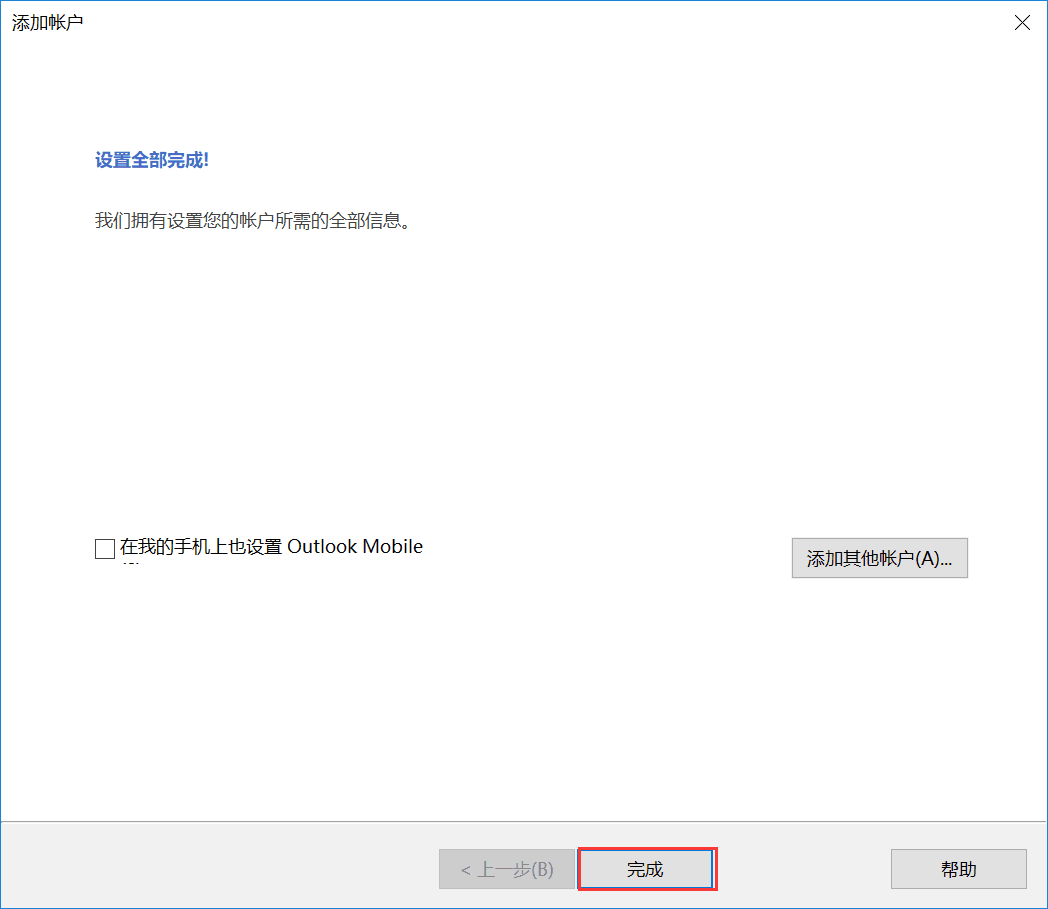 添加帐户
设置全部完成!
我们拥有设置您的帐户所需的全部信息。
在我的手机上也设置 Outlook Mobile
添加其他帐户(A)...
< 上一步(B)
完成
帮助